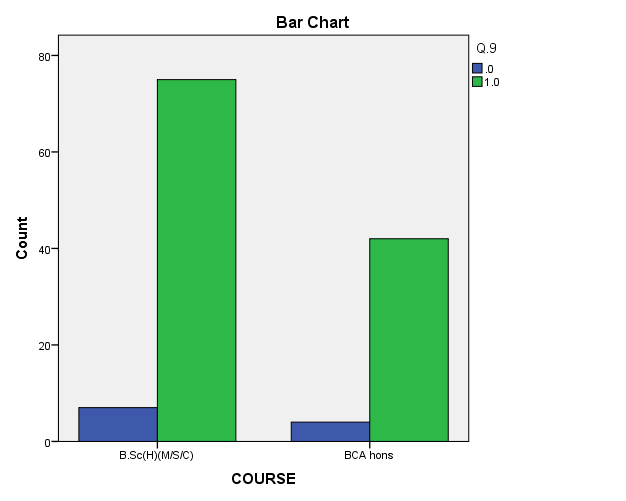 Bar Chart
Q.9
.0
1.0
80
60
40
20
0
Count
B.Sc(H)(M/S/C)
BCA hons
COURSE